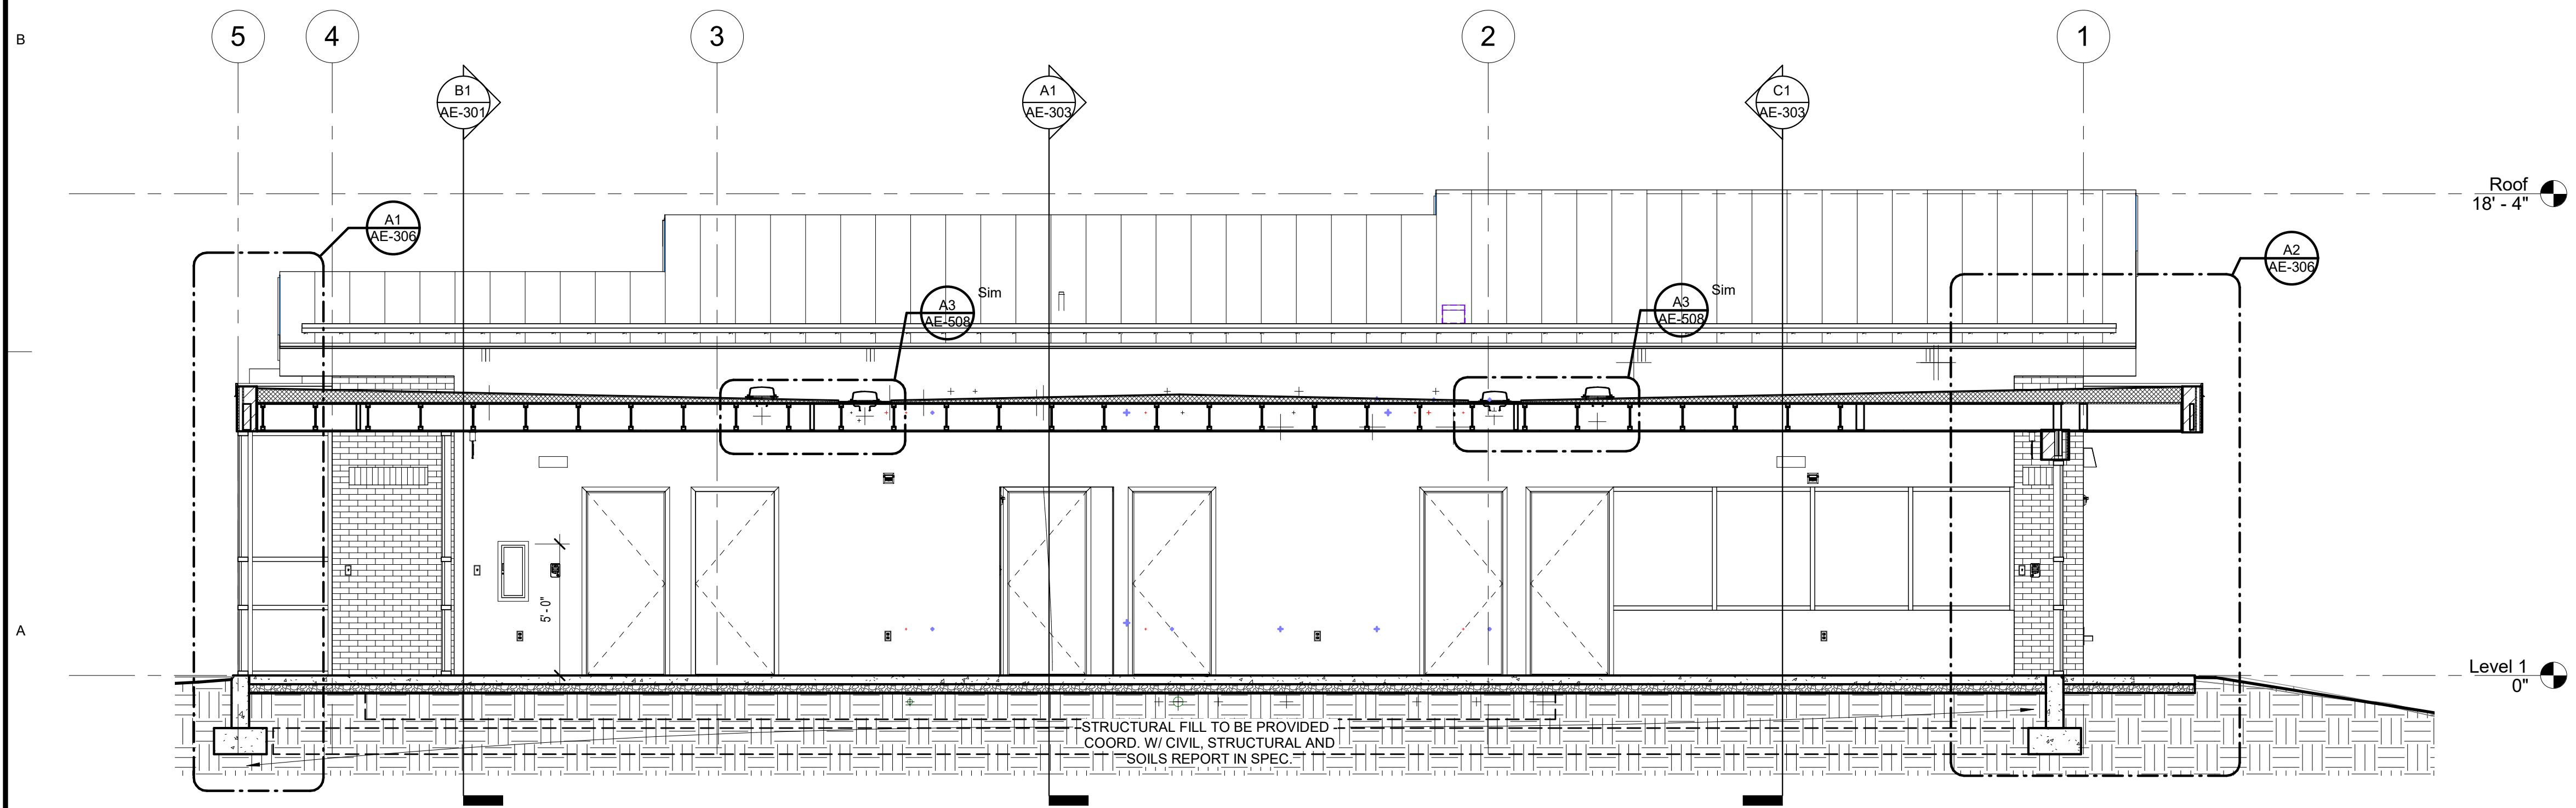 B
5
4
3
2
1
B1
AE-301
A1
AE-303
C1
AE-303
Roof
18' - 4"
A1
AE-306
A2
AE-306
A3
AE-508
Sim
A3
AE-508
Sim
5' - 0"
A
Level 1
0"
STRUCTURAL FILL TO BE PROVIDED
COORD. W/ CIVIL, STRUCTURAL AND
SOILS REPORT IN SPEC.